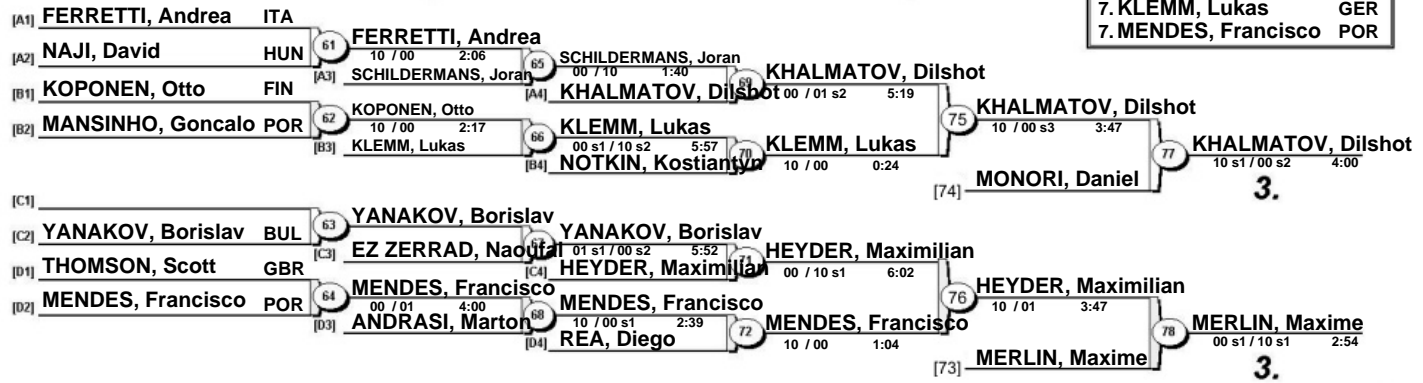 7. KLEMM, Lukas GER
7. MENDES, Francisco POR
[A1] FERRETTI, Andrea ITA
[A2] NAJI, David HUN
61 FERRETTI, Andrea
10 / 00 2:06
[A3] SCHILDERMANS, Joran
[B1] KOPONEN, Otto FIN
[B2] MANSINHO, Goncalo POR
62 KOPONEN, Otto
10 / 00 2:17
[B3] KLEMM, Lukas
65 SCHILDERMANS, Joran
00 / 10 1:40
[A4] KHALMATOV, Dilshot
66 KLEMM, Lukas
00 s1 / 10 s2 5:57
[B4] NOTKIN, Kostiantyn
69 KHALMATOV, Dilshot
00 / 01 s2 5:19
70 KLEMM, Lukas
10 / 00 0:24
75 KHALMATOV, Dilshot
10 / 00 s3 3:47
[74] MONORI, Daniel
77 KHALMATOV, Dilshot
10 s1 / 00 s2 4:00
3.
[C1]
[C2] YANAKOV, Borislav BUL
63 YANAKOV, Borislav
[C3] EZ ZERRAD, Naoufal
[D1] THOMSON, Scott GBR
[D2] MENDES, Francisco POR
64 MENDES, Francisco
00 / 01 4:00
[D3] ANDRASI, Marton
67 YANAKOV, Borislav
01 s1 / 00 s2 5:52
[C4] HEYDER, Maximilian
68 MENDES, Francisco
10 / 00 s1 2:39
[D4] REA, Diego
71 HEYDER, Maximilian
00 / 10 s1 6:02
72 MENDES, Francisco
10 / 00 1:04
76 HEYDER, Maximilian
10 / 01 3:47
[73] MERLIN, Maxime
78 MERLIN, Maxime
00 s1 / 10 s1 2:54
3.